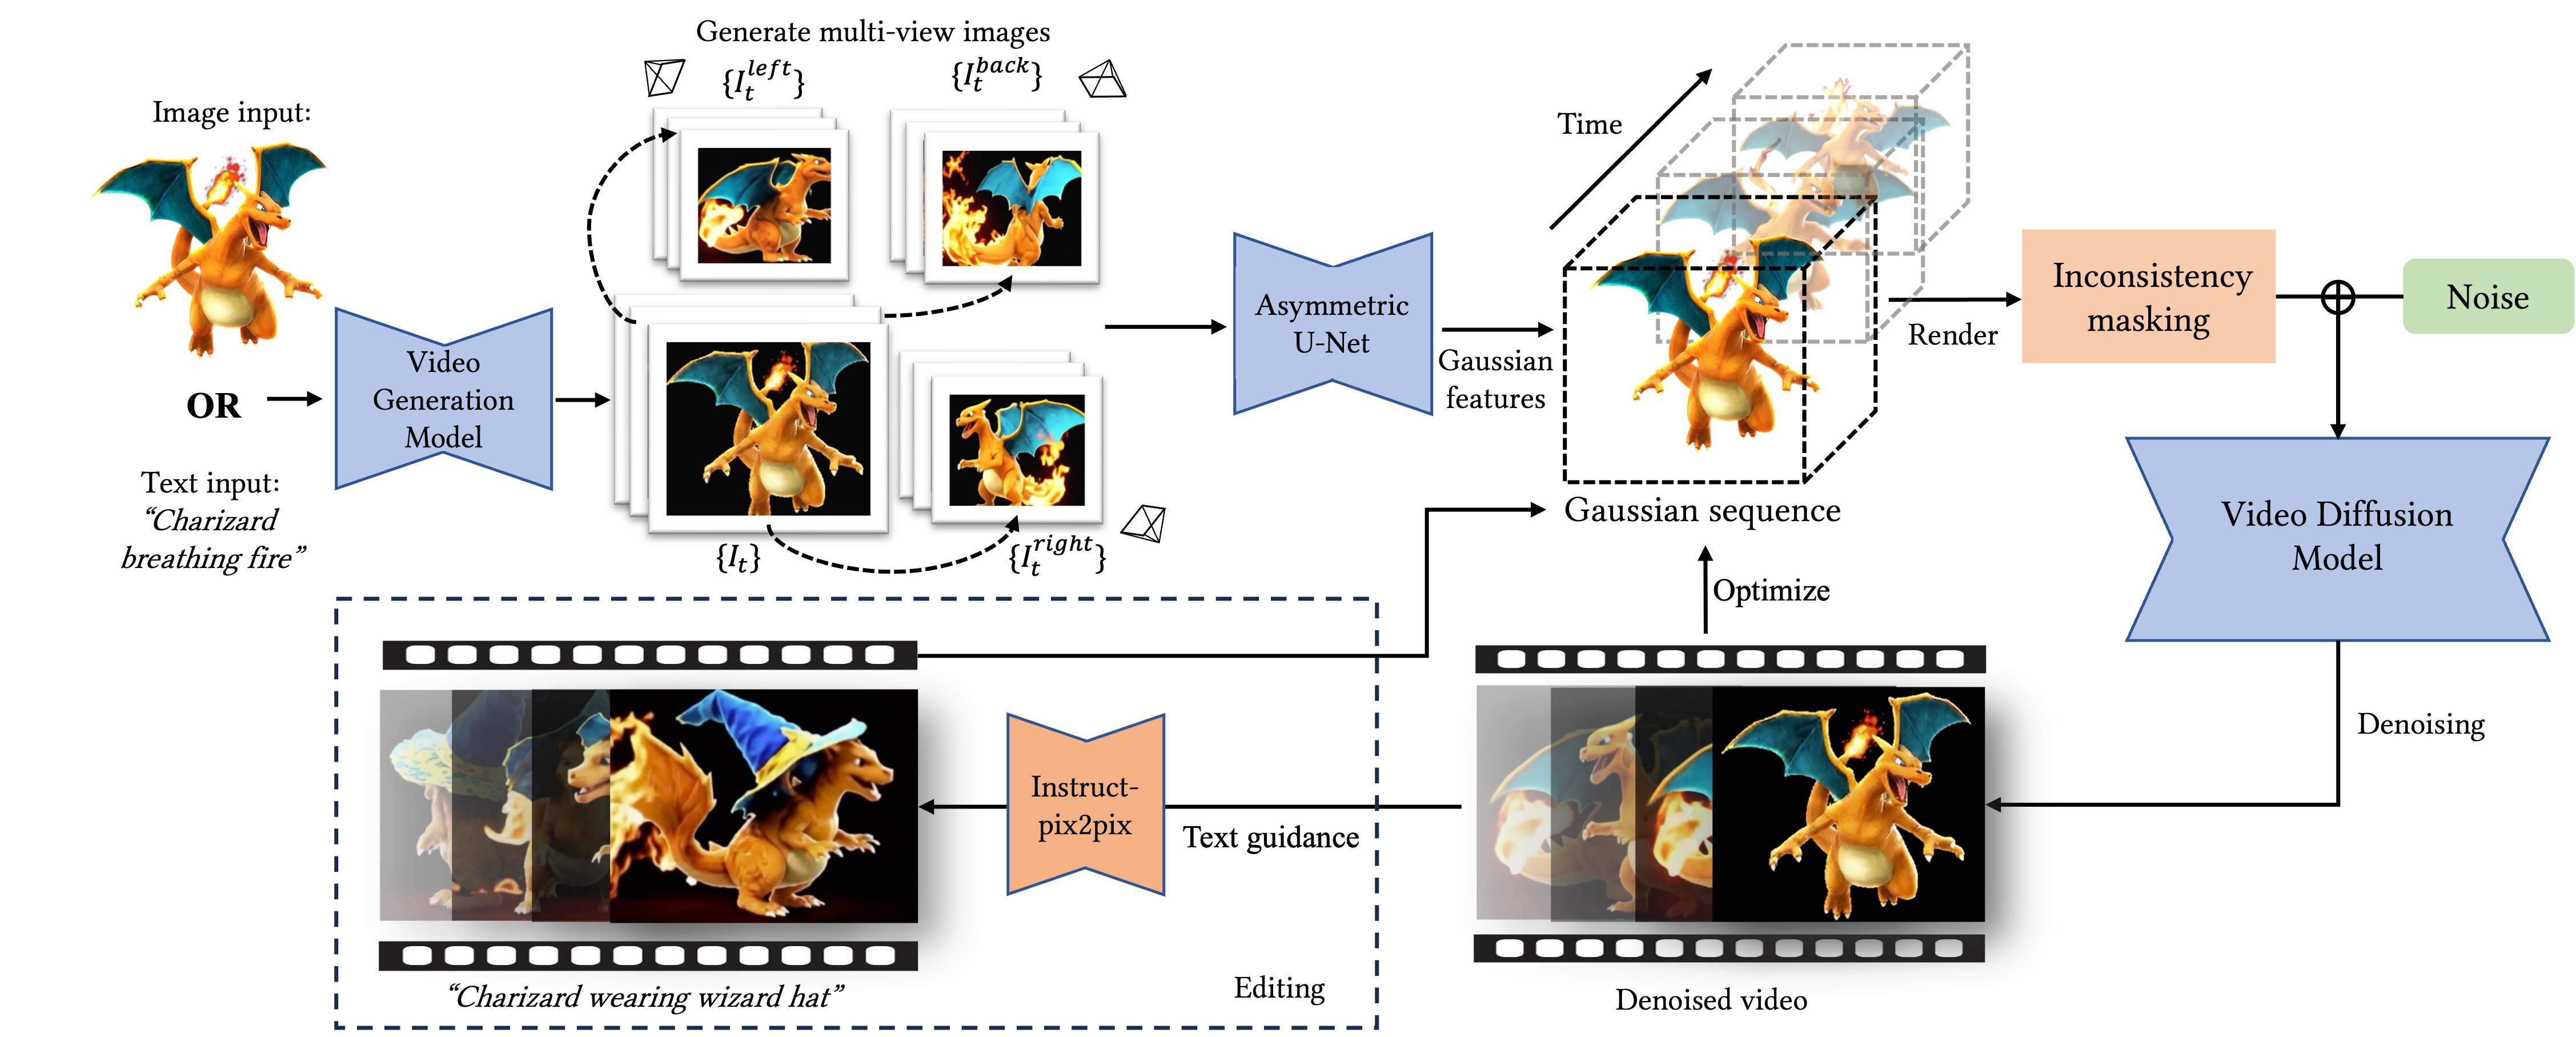 Generate multi-view images
{I_t^{left}}
{I_t^{back}}
Image input:
OR
Text input:
“Charizard
breathing fire”
Video
Generation
Model
{I_t}
{I_t^{right}}
Asymmetric
U-Net
Gaussian
features
Time
Gaussian sequence
Render
Inconsistency
masking
Noise
Video Diffusion
Model
Denoising
Optimize
Denoised video
Text guidance
Instruct-
pix2pix
“Charizard wearing wizard hat”
Editing